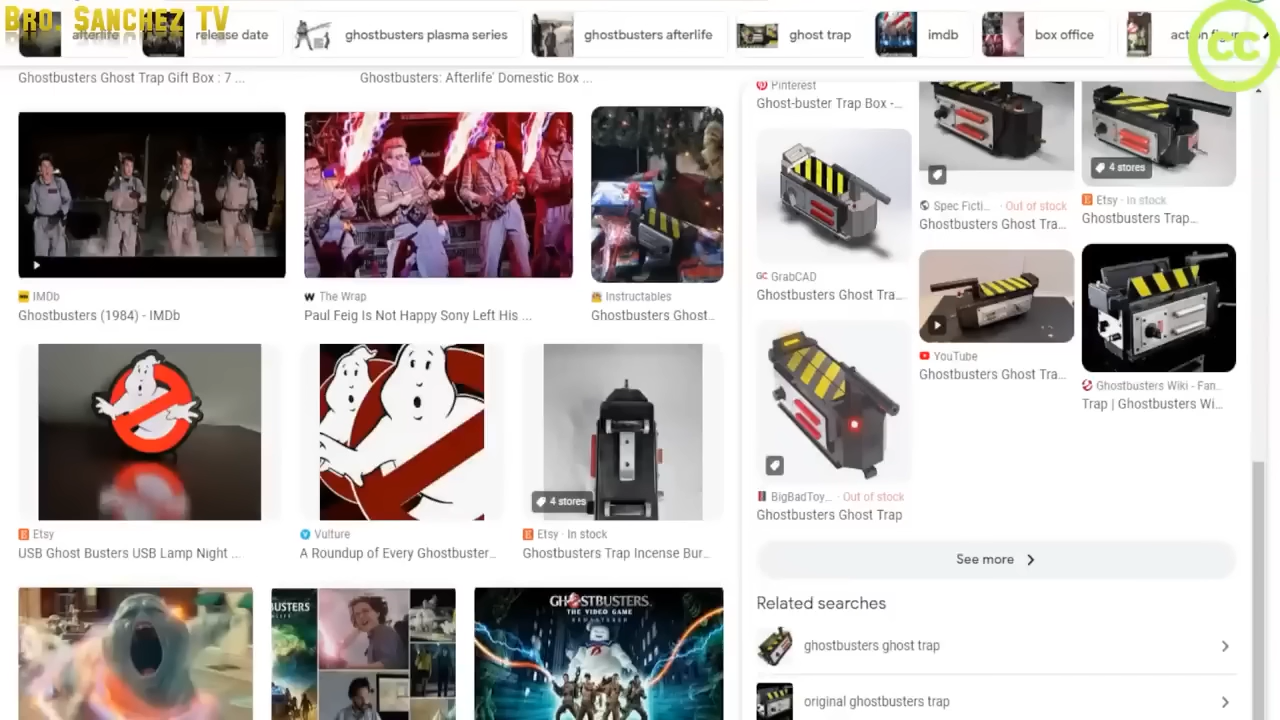 Bro. Sanchez TV
CC
afterlife
release date
ghostbusters plasma series
ghostbusters afterlife
ghost trap
imdb
box office
Ghostbusters Ghost Trap Gift Box : 7 ...
Ghostbusters: Afterlife' Domestic Box ...
IMDb
Ghostbusters (1984) - IMDb
The Wrap
Paul Feig Is Not Happy Sony Left His ...
Instructables
Ghostbusters Ghost...
Etsy
USB Ghost Busters USB Lamp Night ...
Vulture
A Roundup of Every Ghostbuster...
4 stores
Etsy · In stock
Ghostbusters Trap Incense Bur...
BUSTERS
GHOSTBUSTERS.
THE VIDEO GAME
REMASTERED
Pinterest
Ghost-buster Trap Box -...
GC GrabCAD
Ghostbusters Ghost Tra...
BigBadToy... · Out of stock
Ghostbusters Ghost Trap
Spec Ficti... · Out of stock
Ghostbusters Ghost Tra...
YouTube
Ghostbusters Ghost Tra...
4 stores
Etsy · In stock
Ghostbusters Trap...
Ghostbusters Wiki - Fan...
Trap | Ghostbusters Wi...
See more
Related searches
ghostbusters ghost trap
original ghostbusters trap